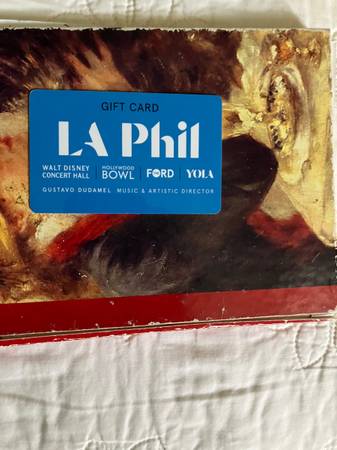 GIFT CARD
LA Phil
WALT DISNEY CONCERT HALL
HOLLYWOOD BOWL
FORD
YOLA
GUSTAVO DUDAMEL MUSIC & ARTISTIC DIRECTOR